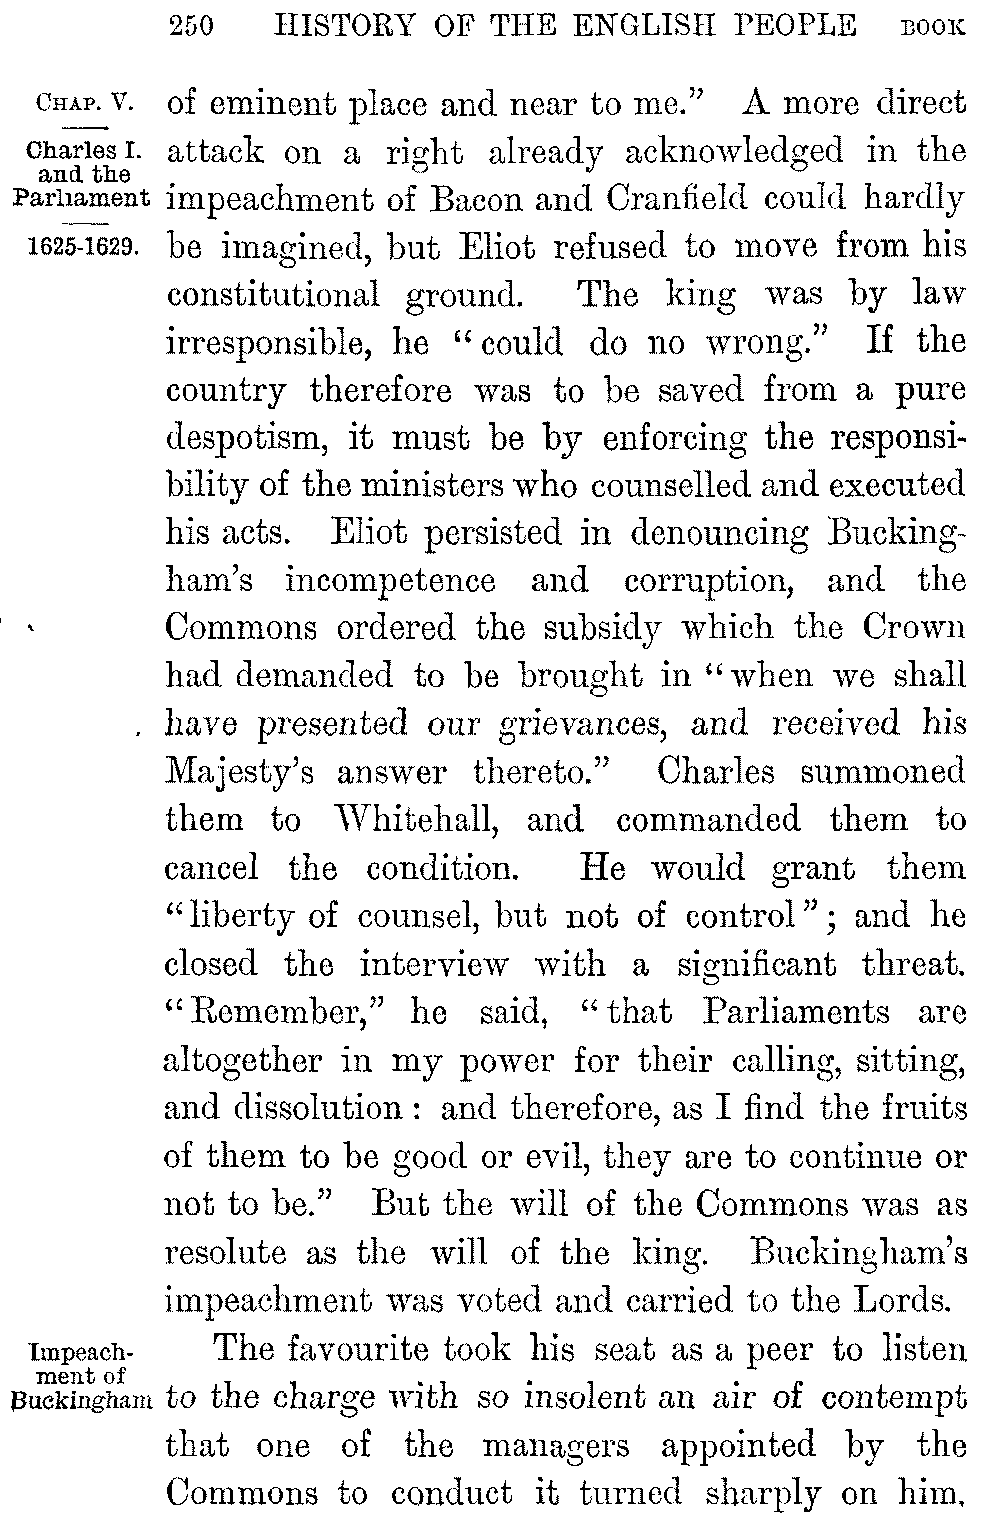 250 HISTORY OF THE ENGLISH PEOPLE BOOK
CHAP. V.
Charles I.
and the
Parliament
1625-1629.
of eminent place and near to me.” A more direct
attack on a right already acknowledged in the
impeachment of Bacon and Cranfield could hardly
be imagined, but Eliot refused to move from his
constitutional ground. The king was by law
irresponsible, he “could do no wrong.” If the
country therefore was to be saved from a pure
despotism, it must be by enforcing the responsi-
bility of the ministers who counselled and executed
his acts. Eliot persisted in denouncing Bucking-
ham’s incompetence and corruption, and the
Commons ordered the subsidy which the Crown
had demanded to be brought in “when we shall
have presented our grievances, and received his
Majesty’s answer thereto.” Charles summoned
them to Whitehall, and commanded them to
cancel the condition. He would grant them
“liberty of counsel, but not of control”; and he
closed the interview with a significant threat.
“Remember,” he said, “that Parliaments are
altogether in my power for their calling, sitting,
and dissolution: and therefore, as I find the fruits
of them to be good or evil, they are to continue or
not to be.” But the will of the Commons was as
resolute as the will of the king. Buckingham’s
impeachment was voted and carried to the Lords.
Impeach-
ment of
Buckingham
The favourite took his seat as a peer to listen
to the charge with so insolent an air of contempt
that one of the managers appointed by the
Commons to conduct it turned sharply on him.